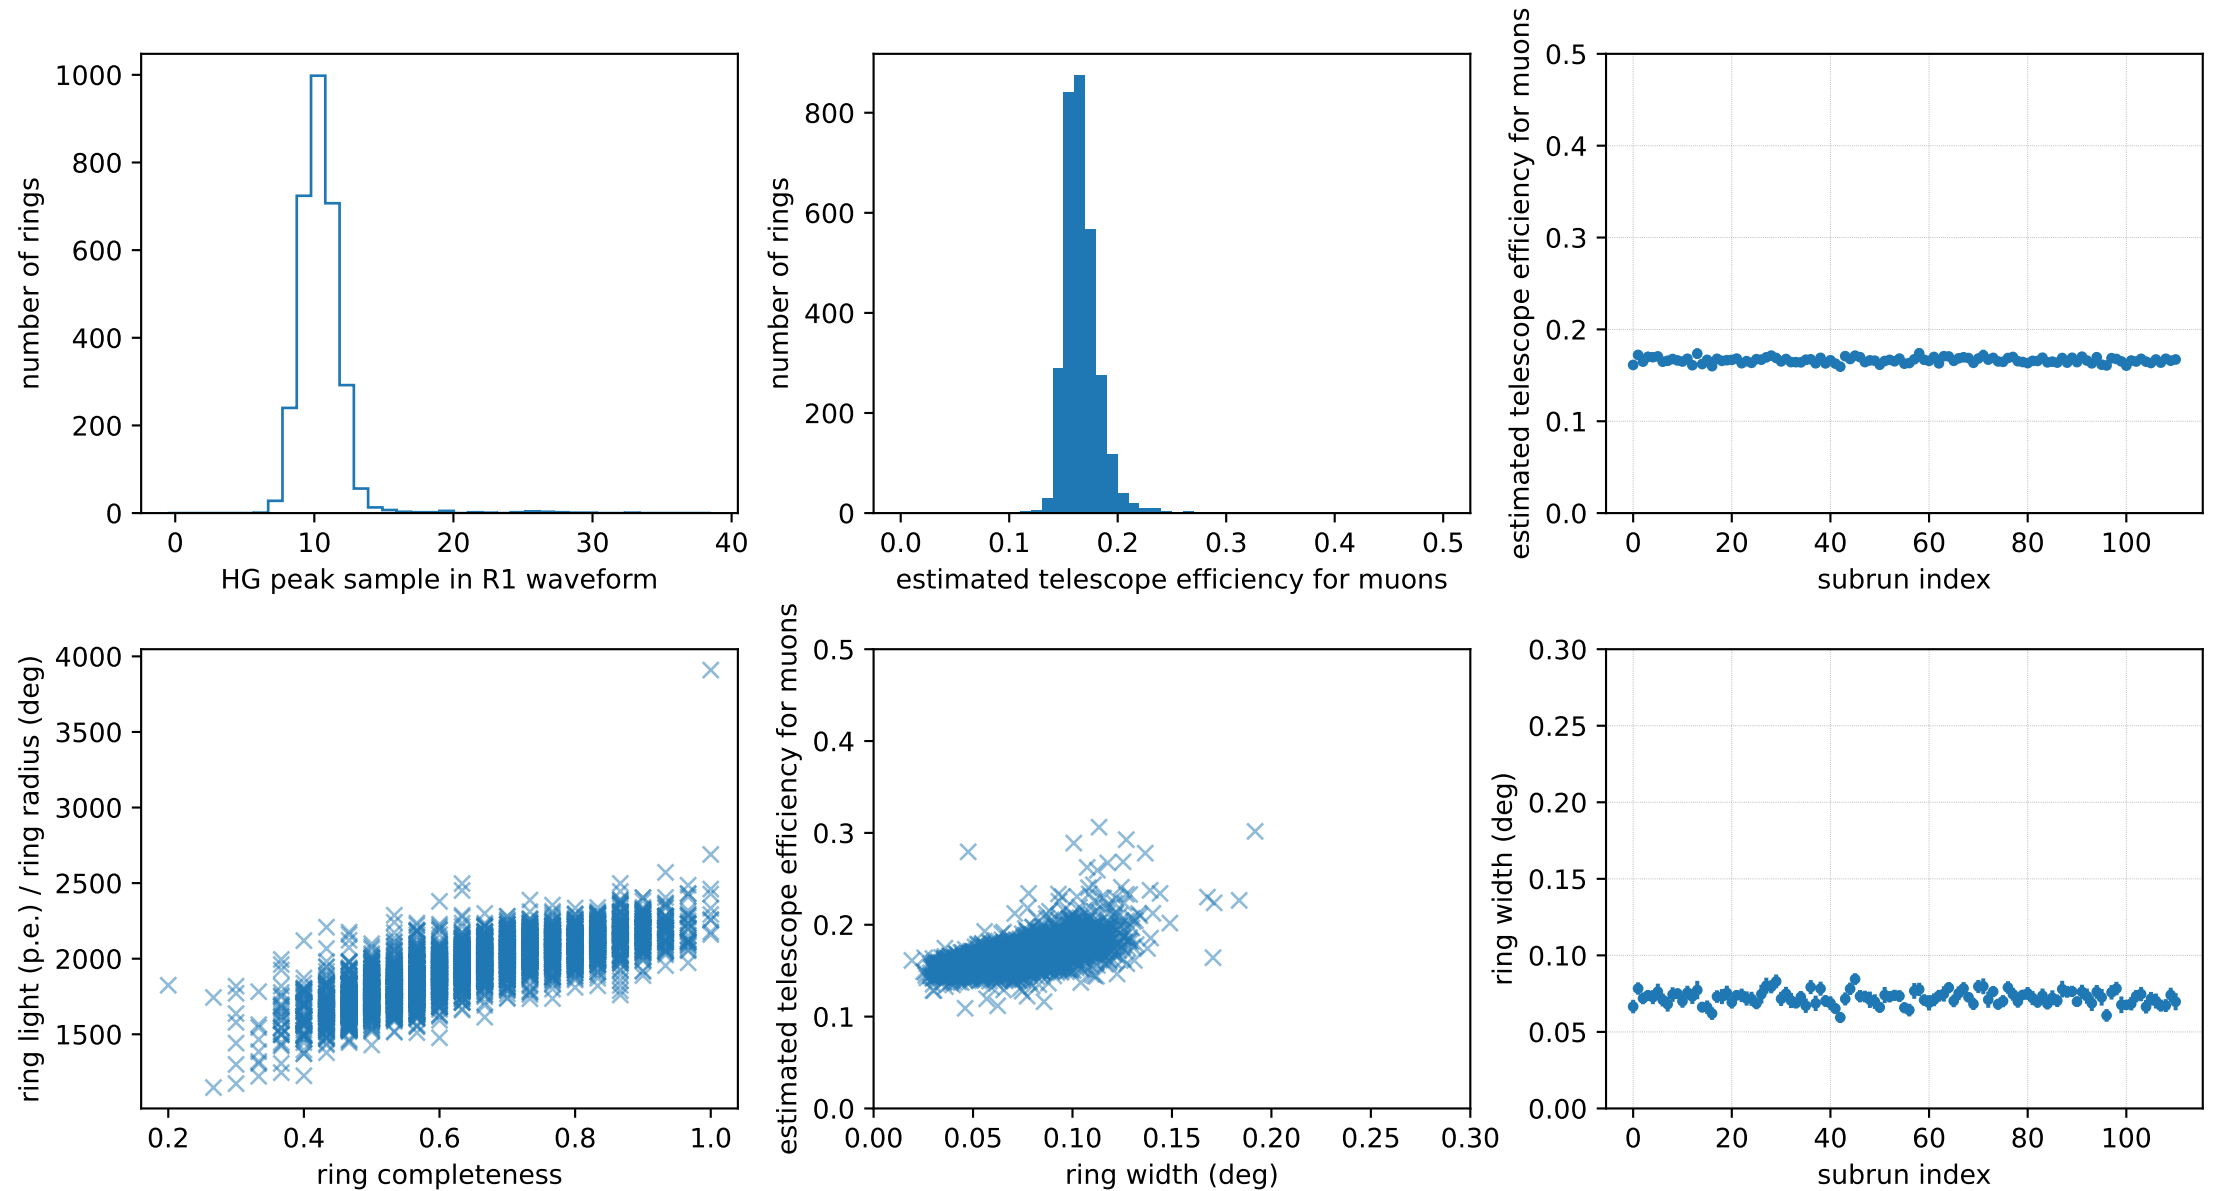 1000
800
600
400
200
0
number of rings
0 10 20 30 40
HG peak sample in R1 waveform
800
600
400
200
0
number of rings
0.0 0.1 0.2 0.3 0.4 0.5
estimated telescope efficiency for muons
0.5
0.4
0.3
0.2
0.1
0.0
estimated telescope efficiency for muons
0 20 40 60 80 100
subrun index
4000
3500
3000
2500
2000
1500
ring light (p.e.) / ring radius (deg)
0.2 0.4 0.6 0.8 1.0
ring completeness
0.5
0.4
0.3
0.2
0.1
0.0
estimated telescope efficiency for muons
0.00 0.05 0.10 0.15 0.20 0.25 0.30
ring width (deg)
0.30
0.25
0.20
0.15
0.10
0.05
0.00
ring width (deg)
0 20 40 60 80 100
subrun index